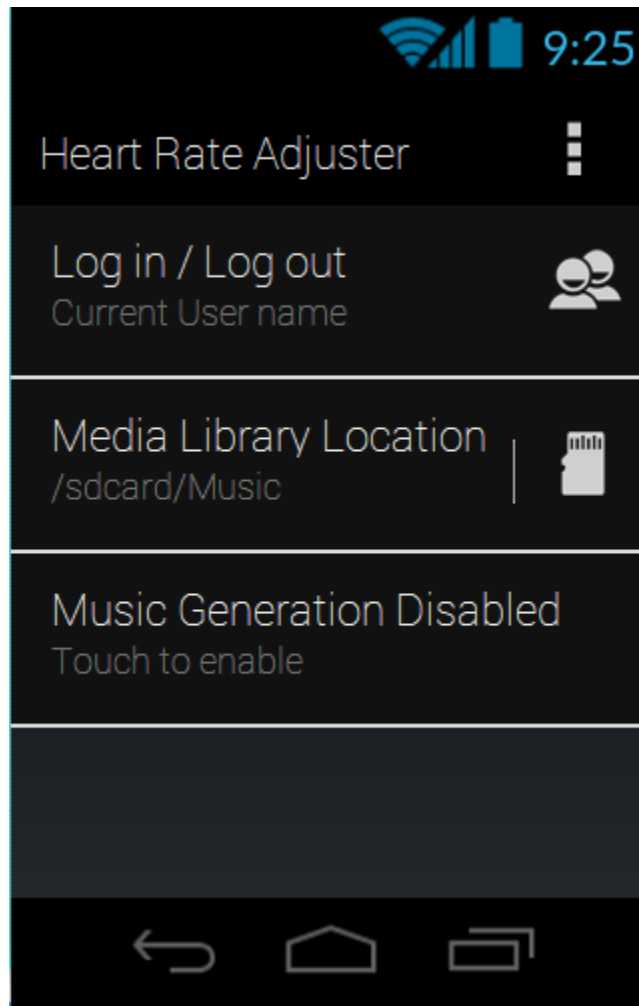 9:25
Heart Rate Adjuster
Log in / Log out
Current User name
Media Library Location
/sdcard/Music
Music Generation Disabled
Touch to enable